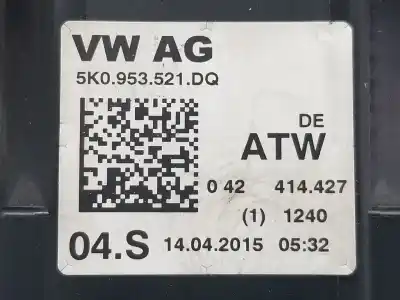 VW AG
5K0.953.521.DQ
DE
ATW
0 42 414.427
(1) 1240
04.S 14.04.2015 05:32